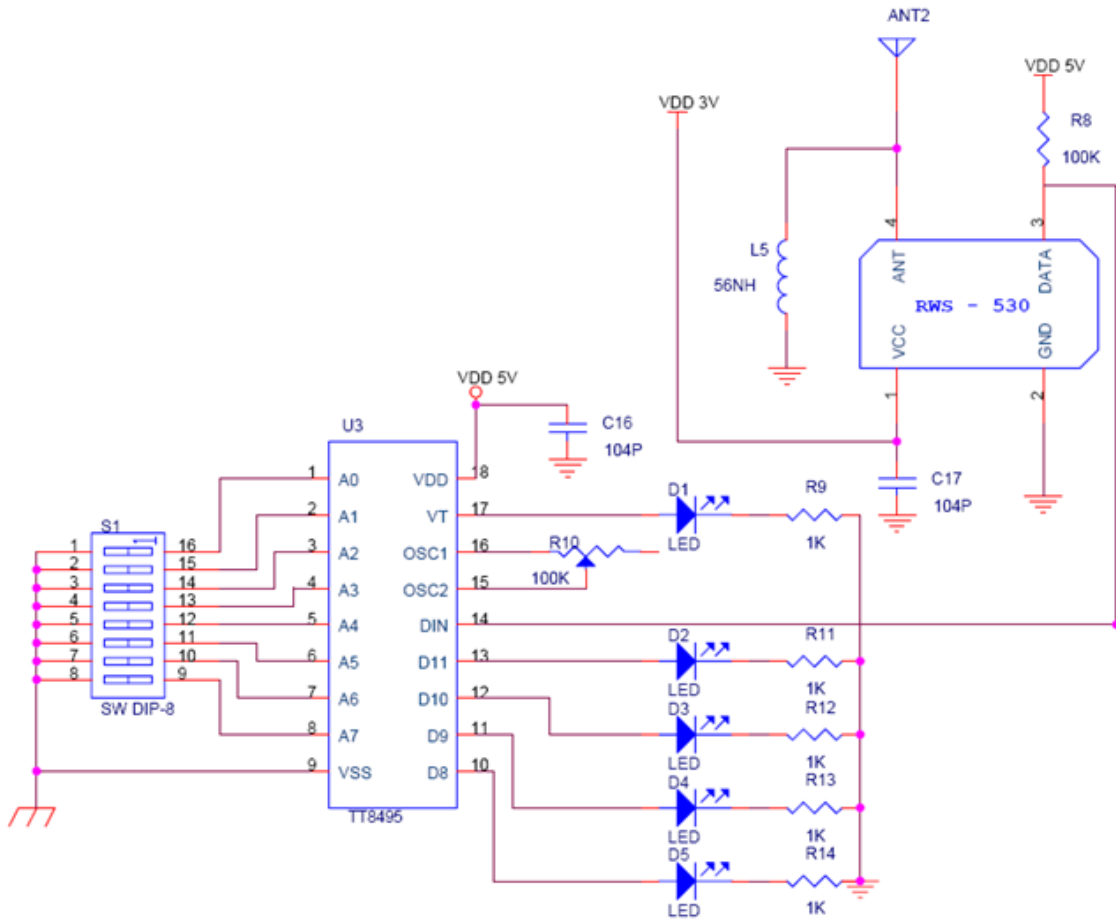 ANT2
VDD 5V
VDD 3V
R8
100K
4
3
L5
56NH
ANT
DATA
RWS - 530
VCC
GND
1
2
VDD 5V
C16
104P
C17
104P
U3
1 A0 VDD 18
2 A1 VT 17
3 A2 OSC1 16
4 A3 OSC2 15
5 A4 DIN 14
6 A5 D11 13
7 A6 D10 12
8 A7 D9 11
9 VSS D8 10
TT8495
S1
1 16
2 15
3 14
4 13
5 12
6 11
7 10
8 9
SW DIP-8
D1
LED
R9
1K
R10
100K
D2
LED
R11
1K
D3
LED
R12
1K
D4
LED
R13
1K
D5
LED
R14
1K